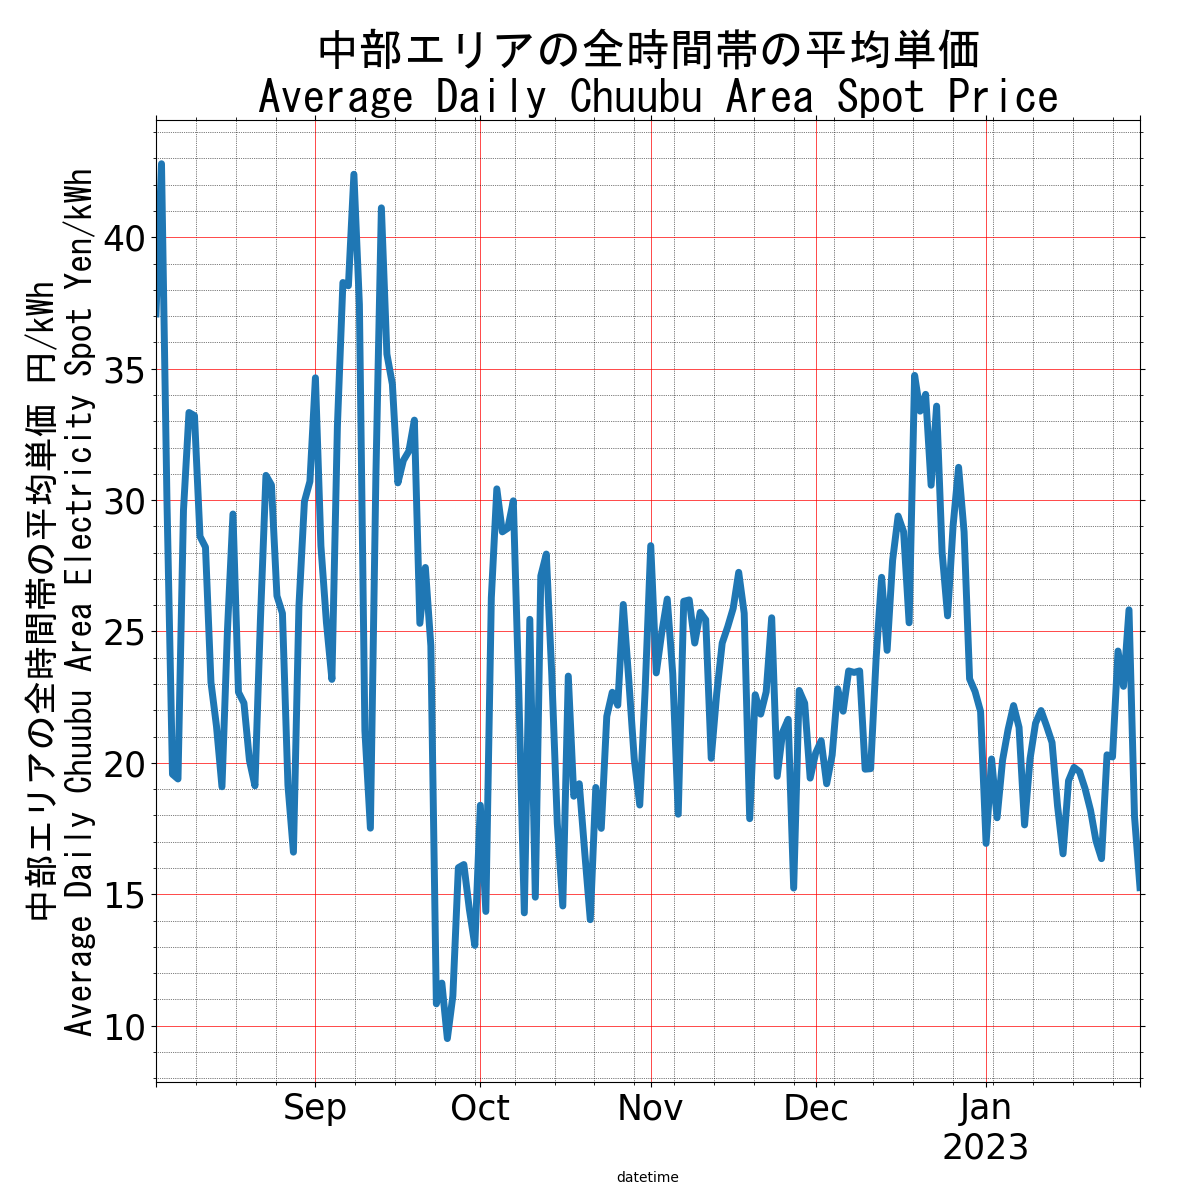 中部エリアの全時間帯の平均単価
Average Daily Chuubu Area Spot Price
中部エリアの全時間帯の平均単価 円/kWh
Average Daily Chuubu Area Electricity Spot Yen/kWh
40
35
30
25
20
15
10
Sep
Oct
Nov
Dec
Jan
2023
datetime